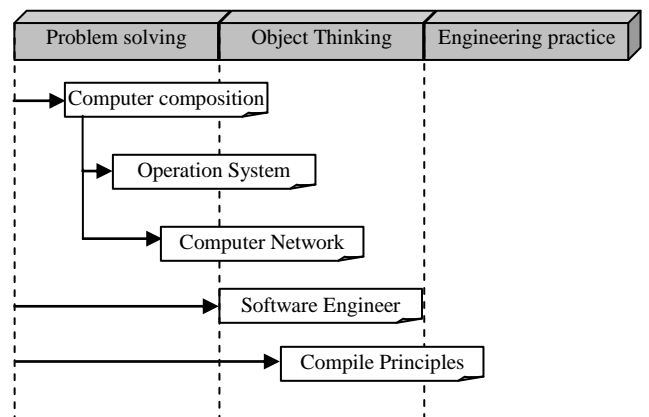 Problem solving
Object Thinking
Engineering practice
Computer composition
Operation System
Computer Network
Software Engineer
Compile Principles